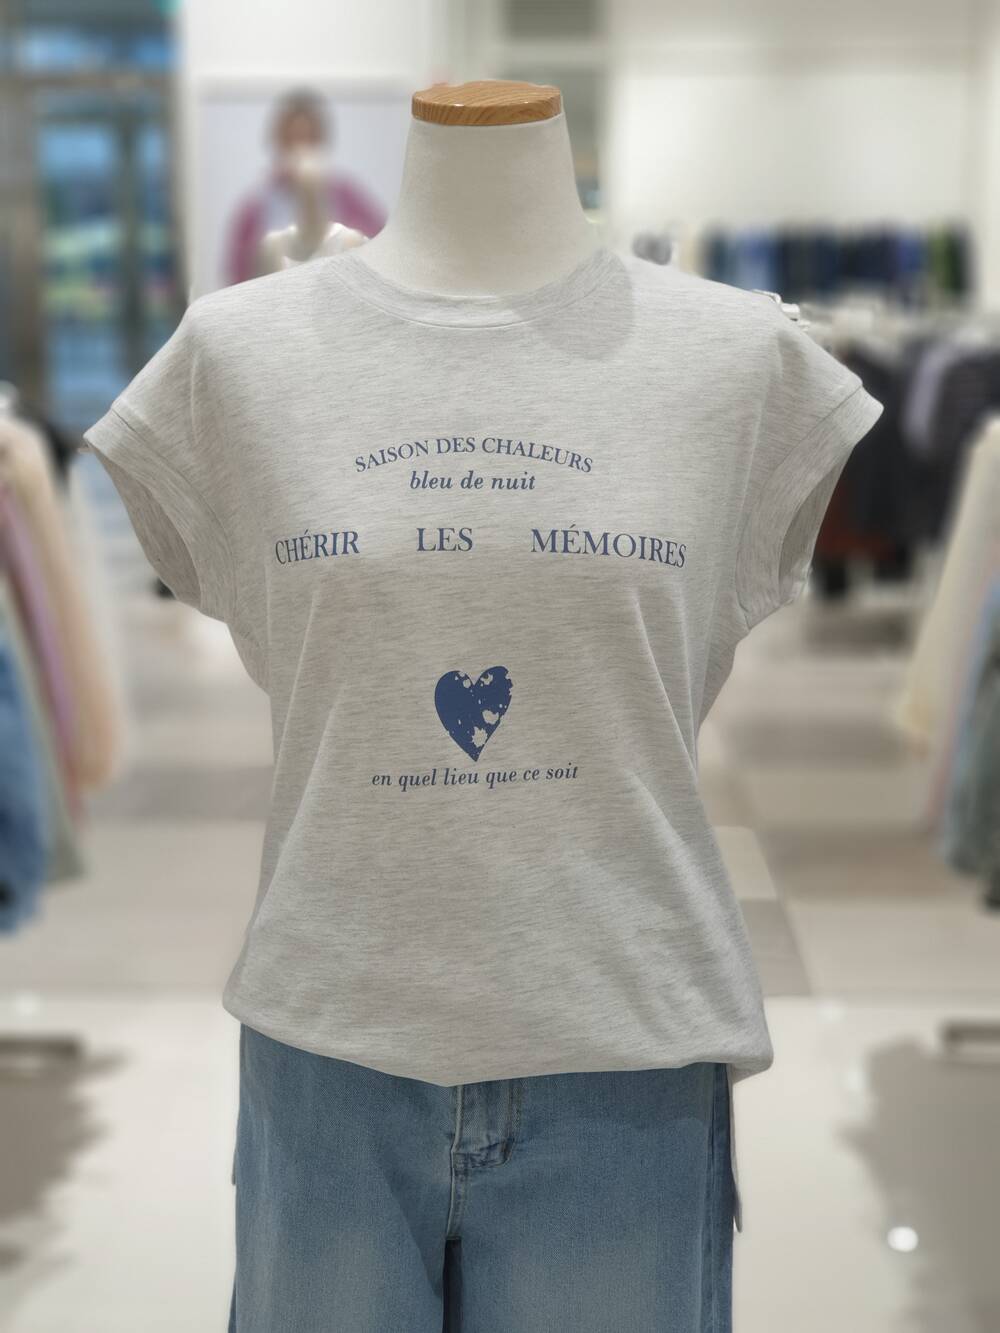 SAISON DES CHALEURS
bleu de nuit
CHÉRIR LES MÉMOIRES
en quel lieu que ce soit